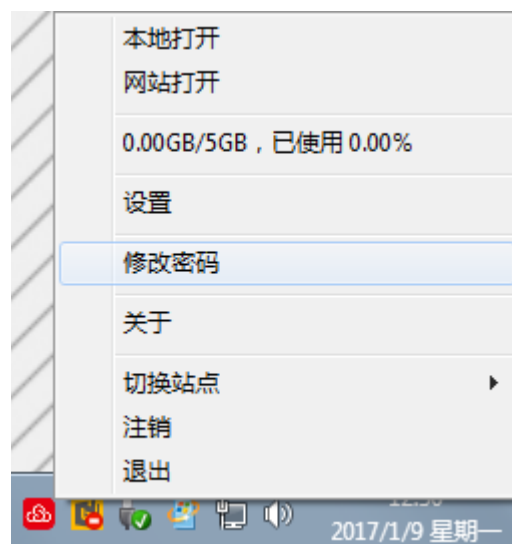 本地打开
网站打开
0.00GB/5GB，已使用 0.00%
设置
修改密码
关于
切换站点
注销
退出
2017/1/9 星期一